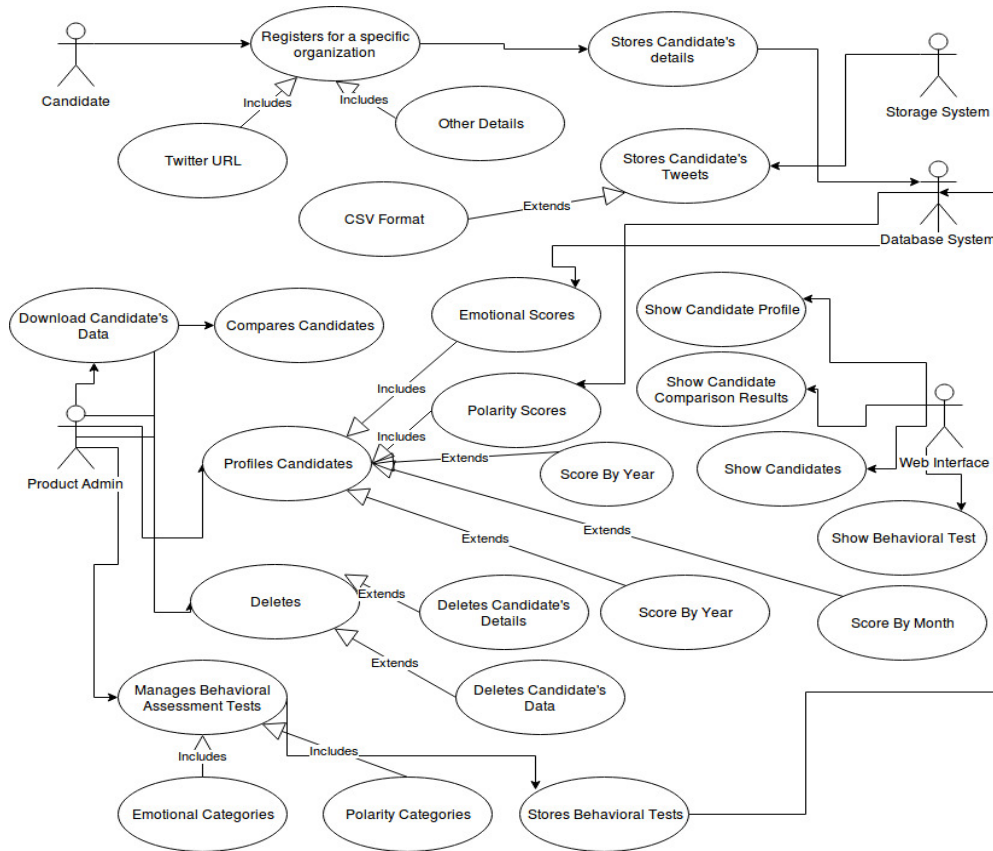 Registers for a specific
organization
Stores Candidate's
details
Candidate
Includes
Includes
Storage System
Other Details
Twitter URL
Stores Candidate's
Tweets
Extends
CSV Format
Database System
Show Candidate Profile
Download Candidate's
Data
Compares Candidates
Emotional Scores
Includes
Show Candidate
Comparison Results
Polarity Scores
Includes
Extends
Profiles Candidates
Score By Year
Show Candidates
Web Interface
Product Admin
Extends
Extends
Show Behavioral Test
Deletes
Extends
Deletes Candidate's
Details
Score By Year
Score By Month
Extends
Manages Behavioral
Assessment Tests
Deletes Candidate's
Data
Includes
Includes
Emotional Categories
Polarity Categories
Stores Behavioral Tests